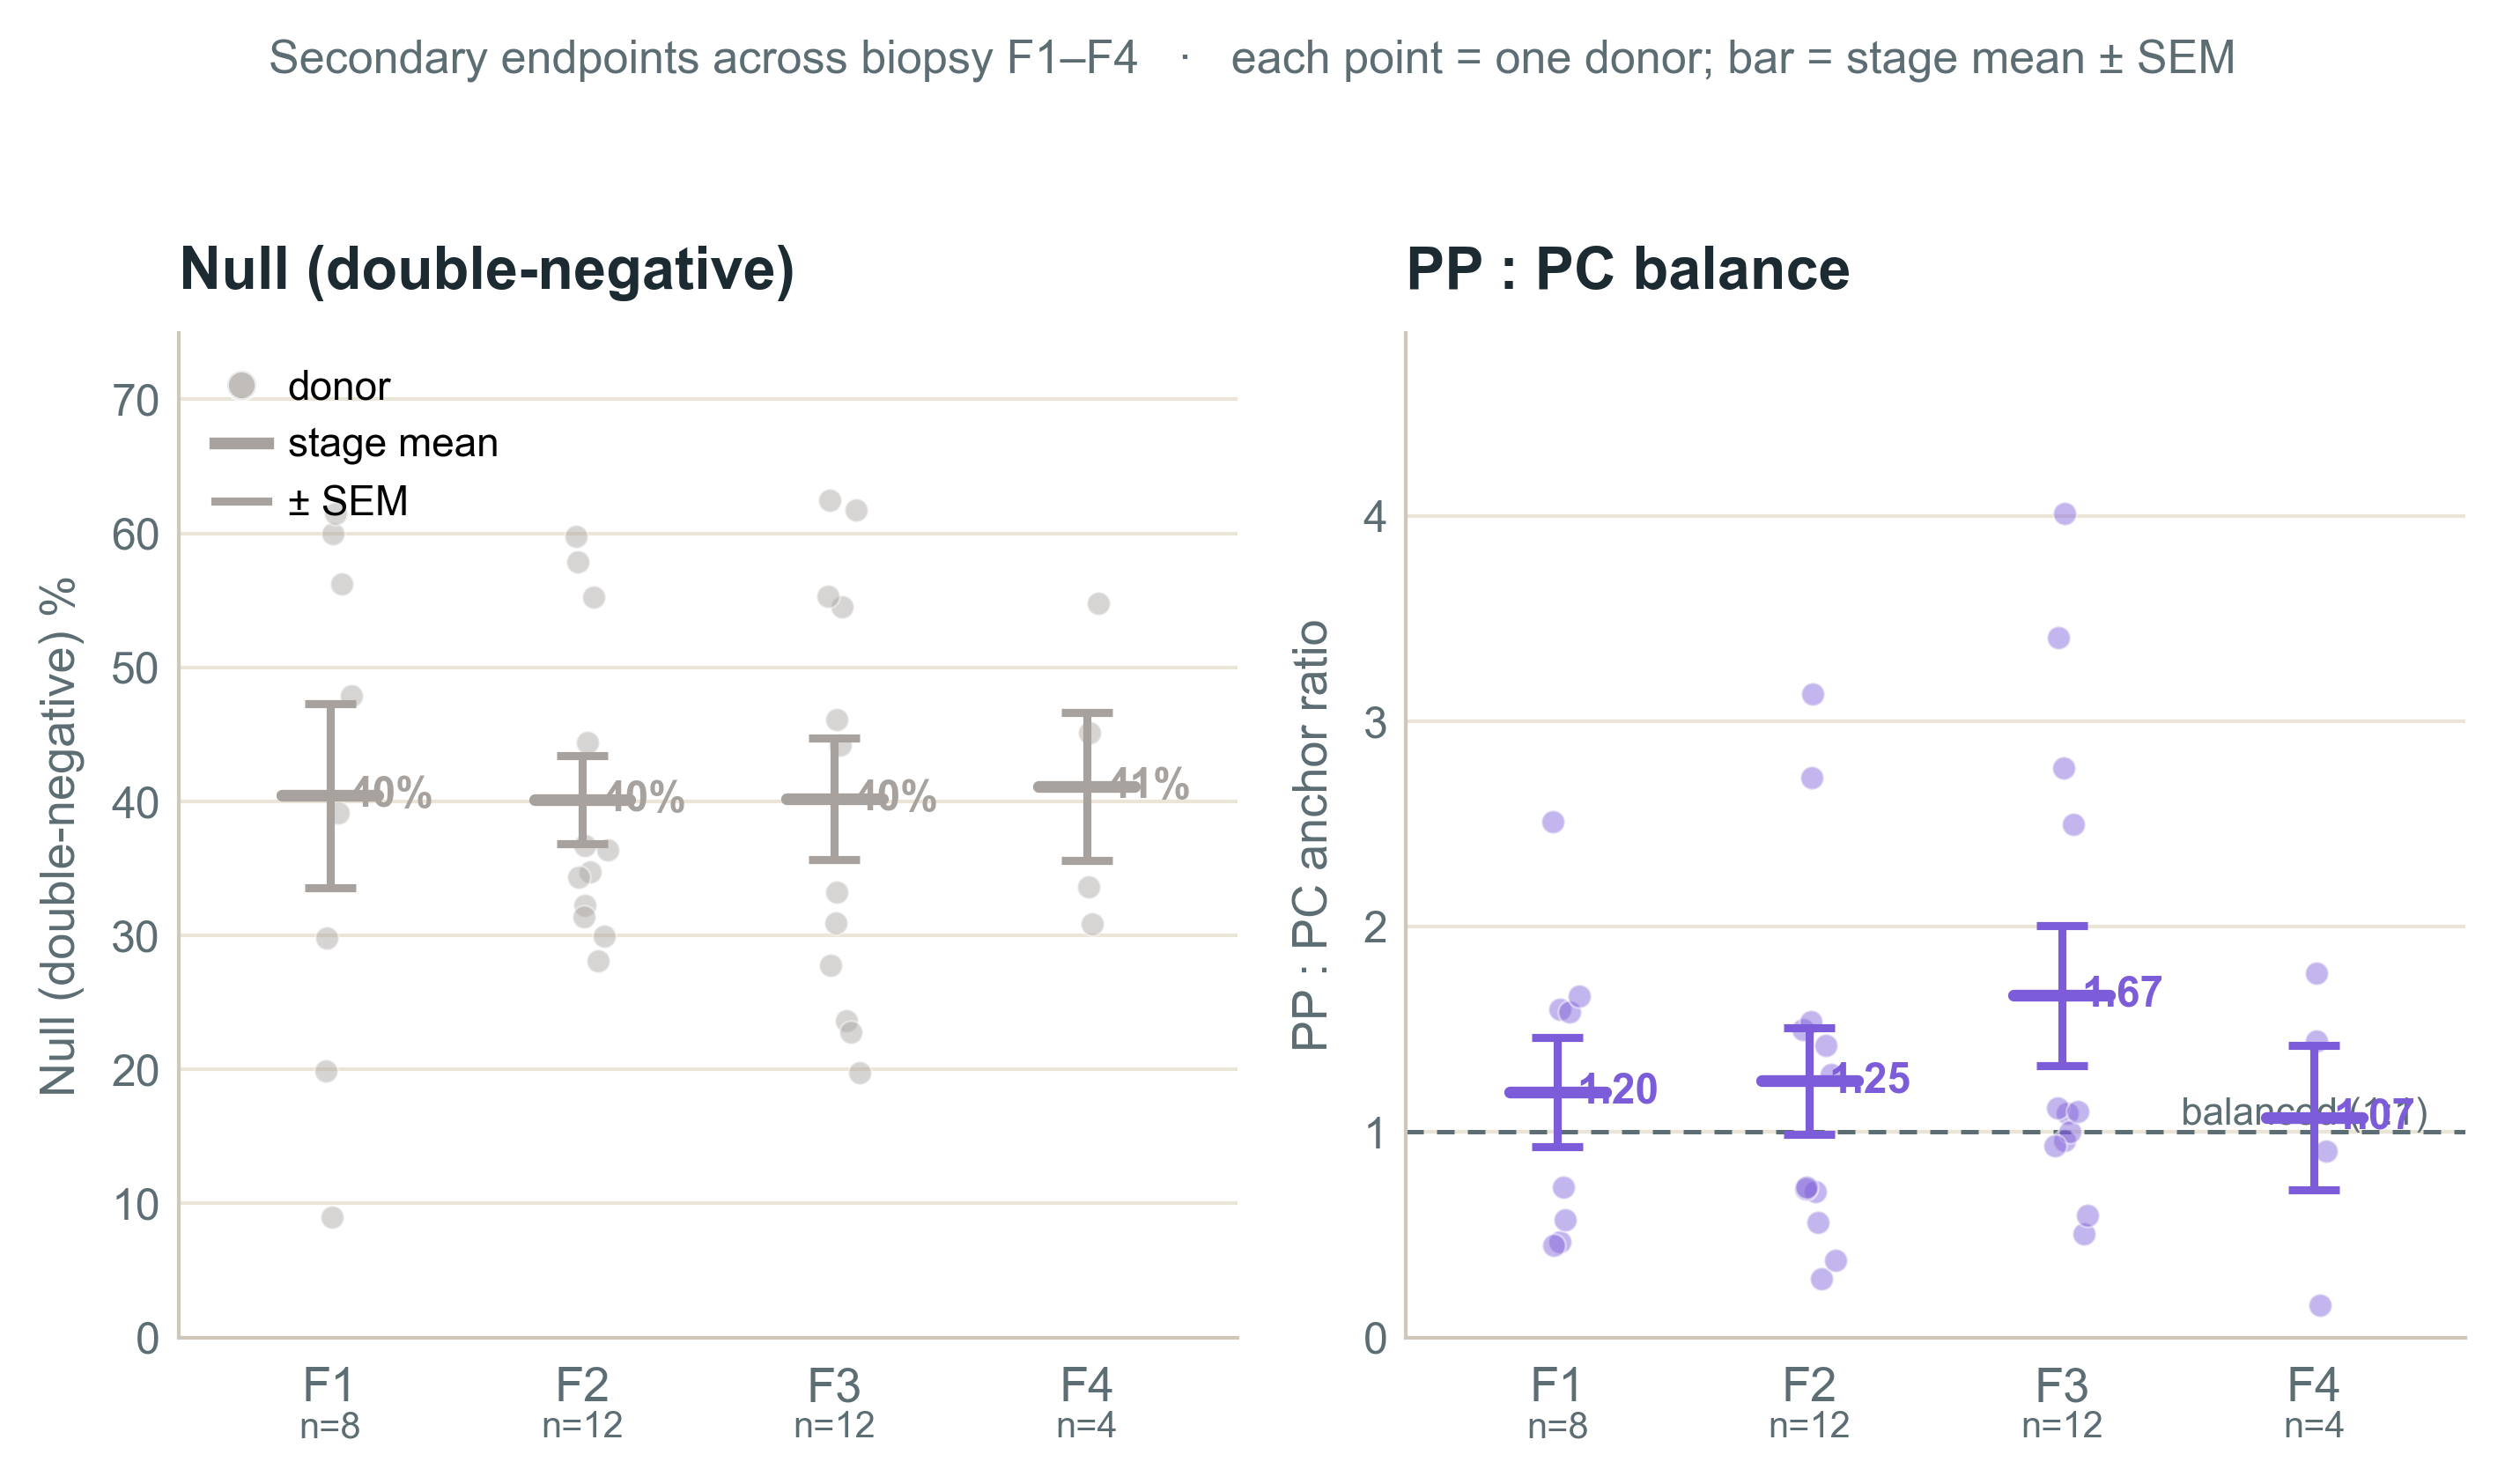 Secondary endpoints across biopsy F1–F4 · each point = one donor; bar = stage mean ± SEM
Null (double-negative)
donor
stage mean
± SEM
Null (double-negative) %
70
60
50
40
30
20
10
0
40%
40%
40%
41%
F1
F2
F3
F4
n=8
n=12
n=12
n=4
PP : PC balance
PP : PC anchor ratio
4
3
2
1
0
1.20
1.25
1.67
1.07
balanced (1:1)
F1
F2
F3
F4
n=8
n=12
n=12
n=4